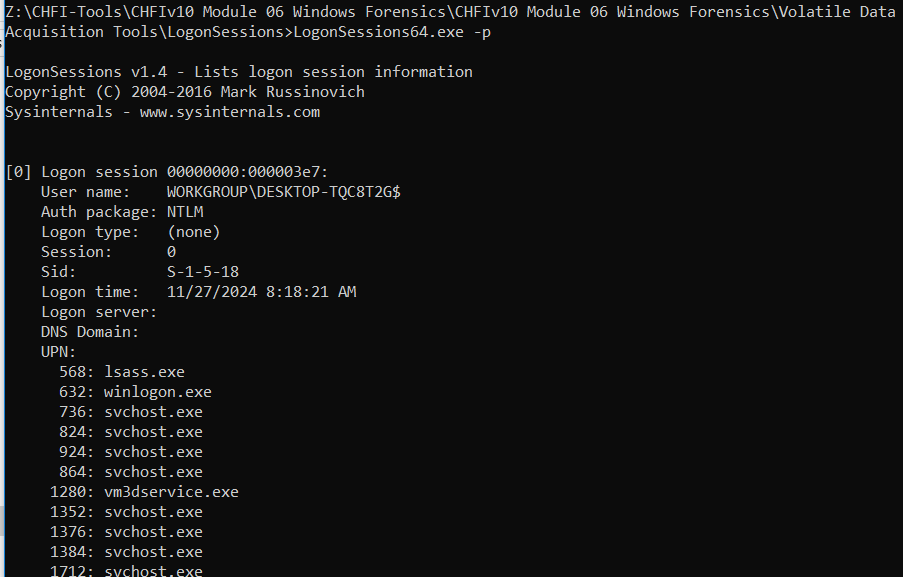 Z:\CHFI-Tools\CHFIv10 Module 06 Windows Forensics\CHFIv10 Module 06 Windows Forensics\Volatile Data
Acquisition Tools\LogonSessions>LogonSessions64.exe -p
LogonSessions v1.4 - Lists logon session information
Copyright (C) 2004-2016 Mark Russinovich
Sysinternals - www.sysinternals.com
[0] Logon session 00000000:000003e7:
User name: WORKGROUP\DESKTOP-TQC8T2G$
Auth package: NTLM
Logon type: (none)
Session: 0
Sid: S-1-5-18
Logon time: 11/27/2024 8:18:21 AM
Logon server:
DNS Domain:
UPN:
568: lsass.exe
632: winlogon.exe
736: svchost.exe
824: svchost.exe
924: svchost.exe
864: svchost.exe
1280: vm3dservice.exe
1352: svchost.exe
1376: svchost.exe
1384: svchost.exe
1712: svchost.exe